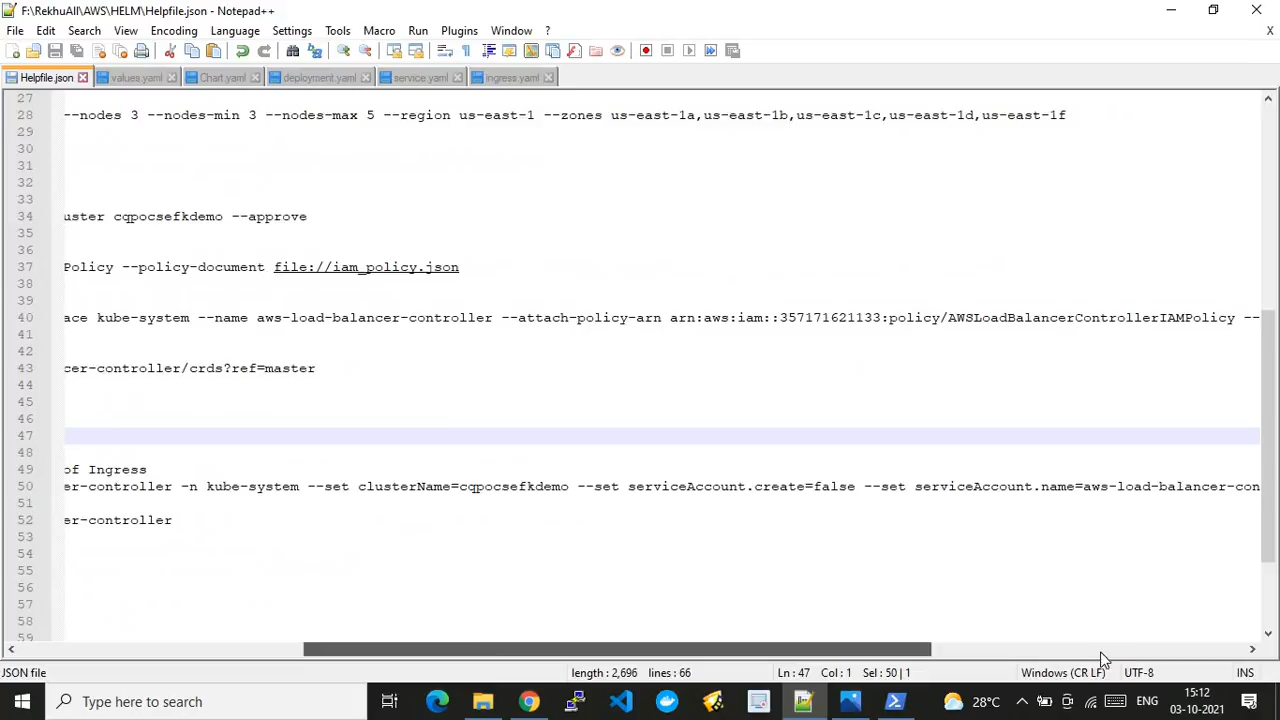 F:\RekhuAll\AWS\HELM\Helpfile.json - Notepad++
File Edit Search View Encoding Language Settings Tools Macro Run Plugins Window ?
X
Helpfile.json values.yaml Chart.yaml deployment.yaml service.yaml ingress.yaml
27
28 --nodes 3 --nodes-min 3 --nodes-max 5 --region us-east-1 --zones us-east-1a,us-east-1b,us-east-1c,us-east-1d,us-east-1f
29
30
31
32
33
34 uster cqpocsefkdemo --approve
35
36
37 Policy --policy-document file://iam_policy.json
38
39
40 ace kube-system --name aws-load-balancer-controller --attach-policy-arn arn:aws:iam::357171621133:policy/AWSLoadBalancerControllerIAMPolicy --
41
42
43 cer-controller/crds?ref=master
44
45
46
47
48
49 of Ingress
50 er-controller -n kube-system --set clusterName=cqpocsefkdemo --set serviceAccount.create=false --set serviceAccount.name=aws-load-balancer-con
51
52 er-controller
53
54
55
56
57
58
59
JSON file length : 2,696 lines : 66 Ln : 47 Col : 1 Sel : 50 | 1 Windows (CR LF) UTF-8 INS
Type here to search 28°C ENG 15:12
03-10-2021